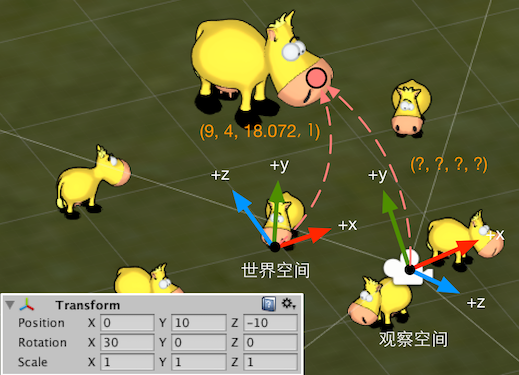 (9, 4, 18.072, 1)
(?, ?, ?, ?)
+z
+y
+y
+x
+x
世界空间
+z
观察空间
Transform
Position X 0 Y 10 Z -10
Rotation X 30 Y 0 Z 0
Scale X 1 Y 1 Z 1